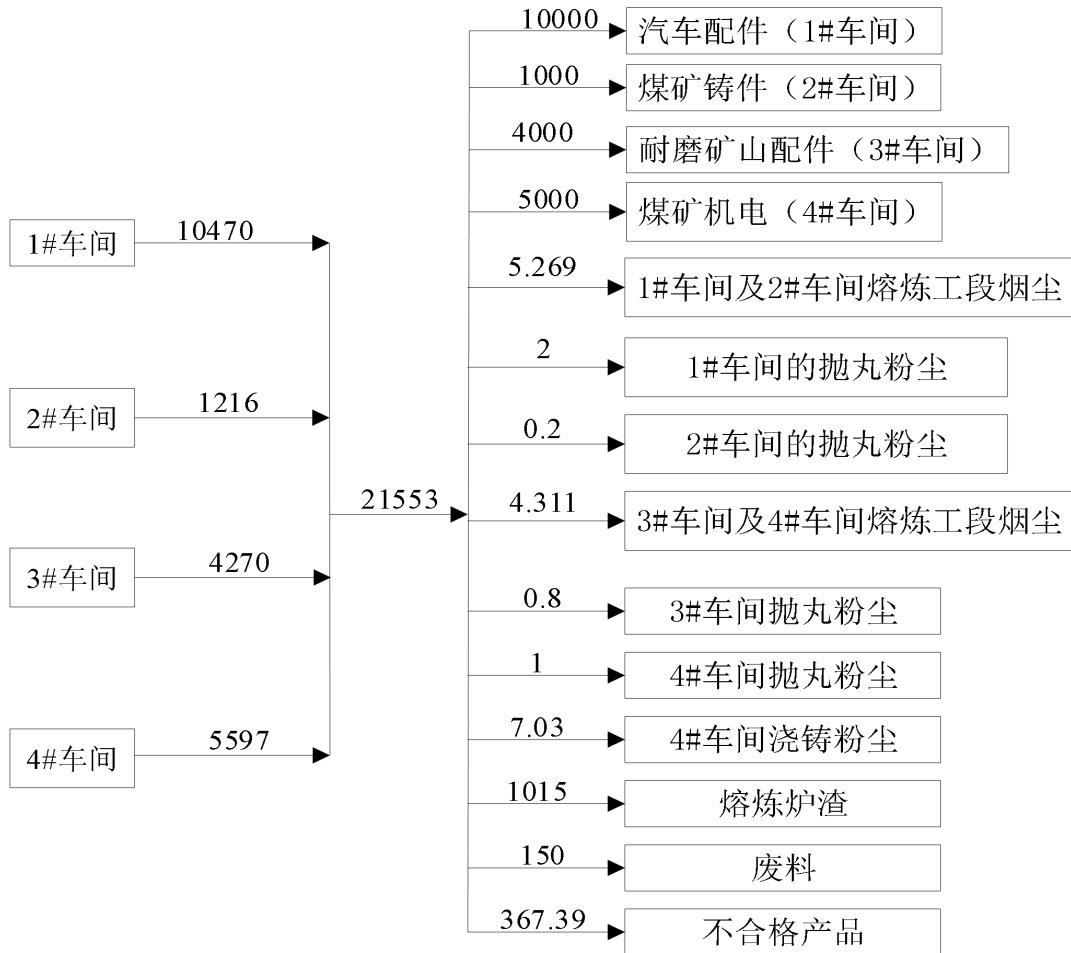 10000
汽车配件（1#车间）
1000
煤矿铸件（2#车间）
4000
耐磨矿山配件（3#车间）
5000
煤矿机电（4#车间）
1#车间
10470
5.269
1#车间及2#车间熔炼工段烟尘
2
1#车间的抛丸粉尘
2#车间
1216
0.2
2#车间的抛丸粉尘
21553
4.311
3#车间及4#车间熔炼工段烟尘
3#车间
4270
0.8
3#车间抛丸粉尘
1
4#车间抛丸粉尘
4#车间
5597
7.03
4#车间浇铸粉尘
1015
熔炼炉渣
150
废料
367.39
不合格产品